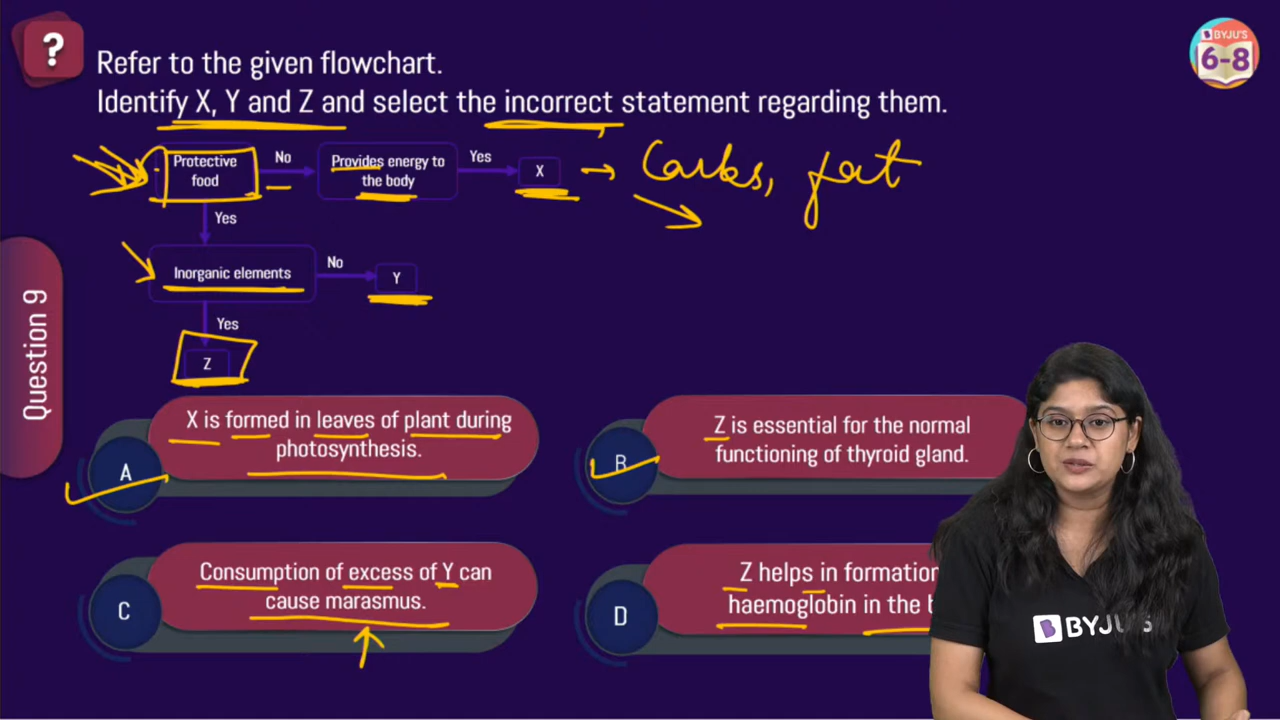 ?
Refer to the given flowchart.
Identify X, Y and Z and select the incorrect statement regarding them.
BYJU'S
6-8
Protective
food
No
Provides energy to
the body
Yes
X
Carbs, fat
Yes
Inorganic elements
No
Y
Yes
Z
Question 9
A
X is formed in leaves of plant during
photosynthesis.
B
Z is essential for the normal
functioning of thyroid gland.
C
Consumption of excess of Y can
cause marasmus.
D
Z helps in formation
haemoglobin in the
BYJU'S